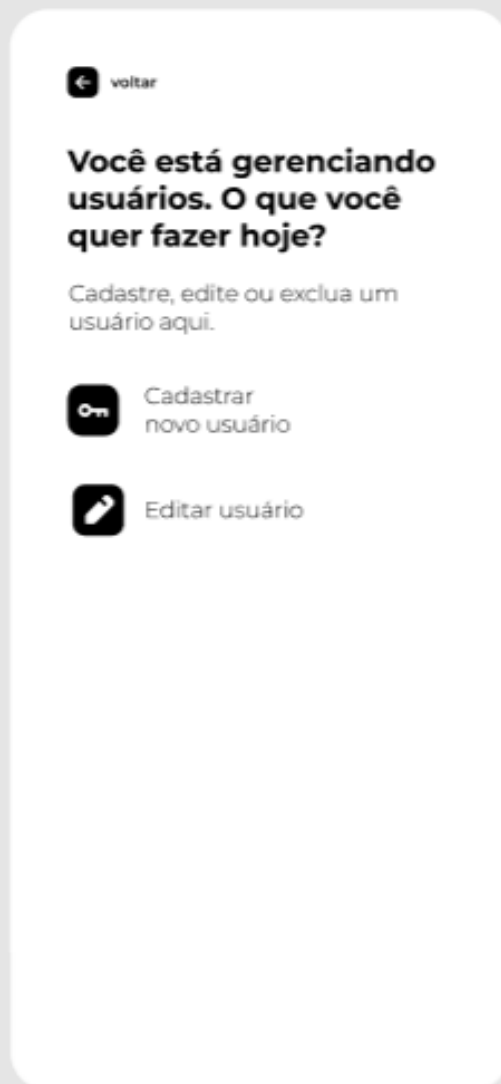 voltar
Você está gerenciando
usuários. O que você
quer fazer hoje?
Cadastre, edite ou exclua um
usuário aqui.
Cadastrar
novo usuário
Editar usuário